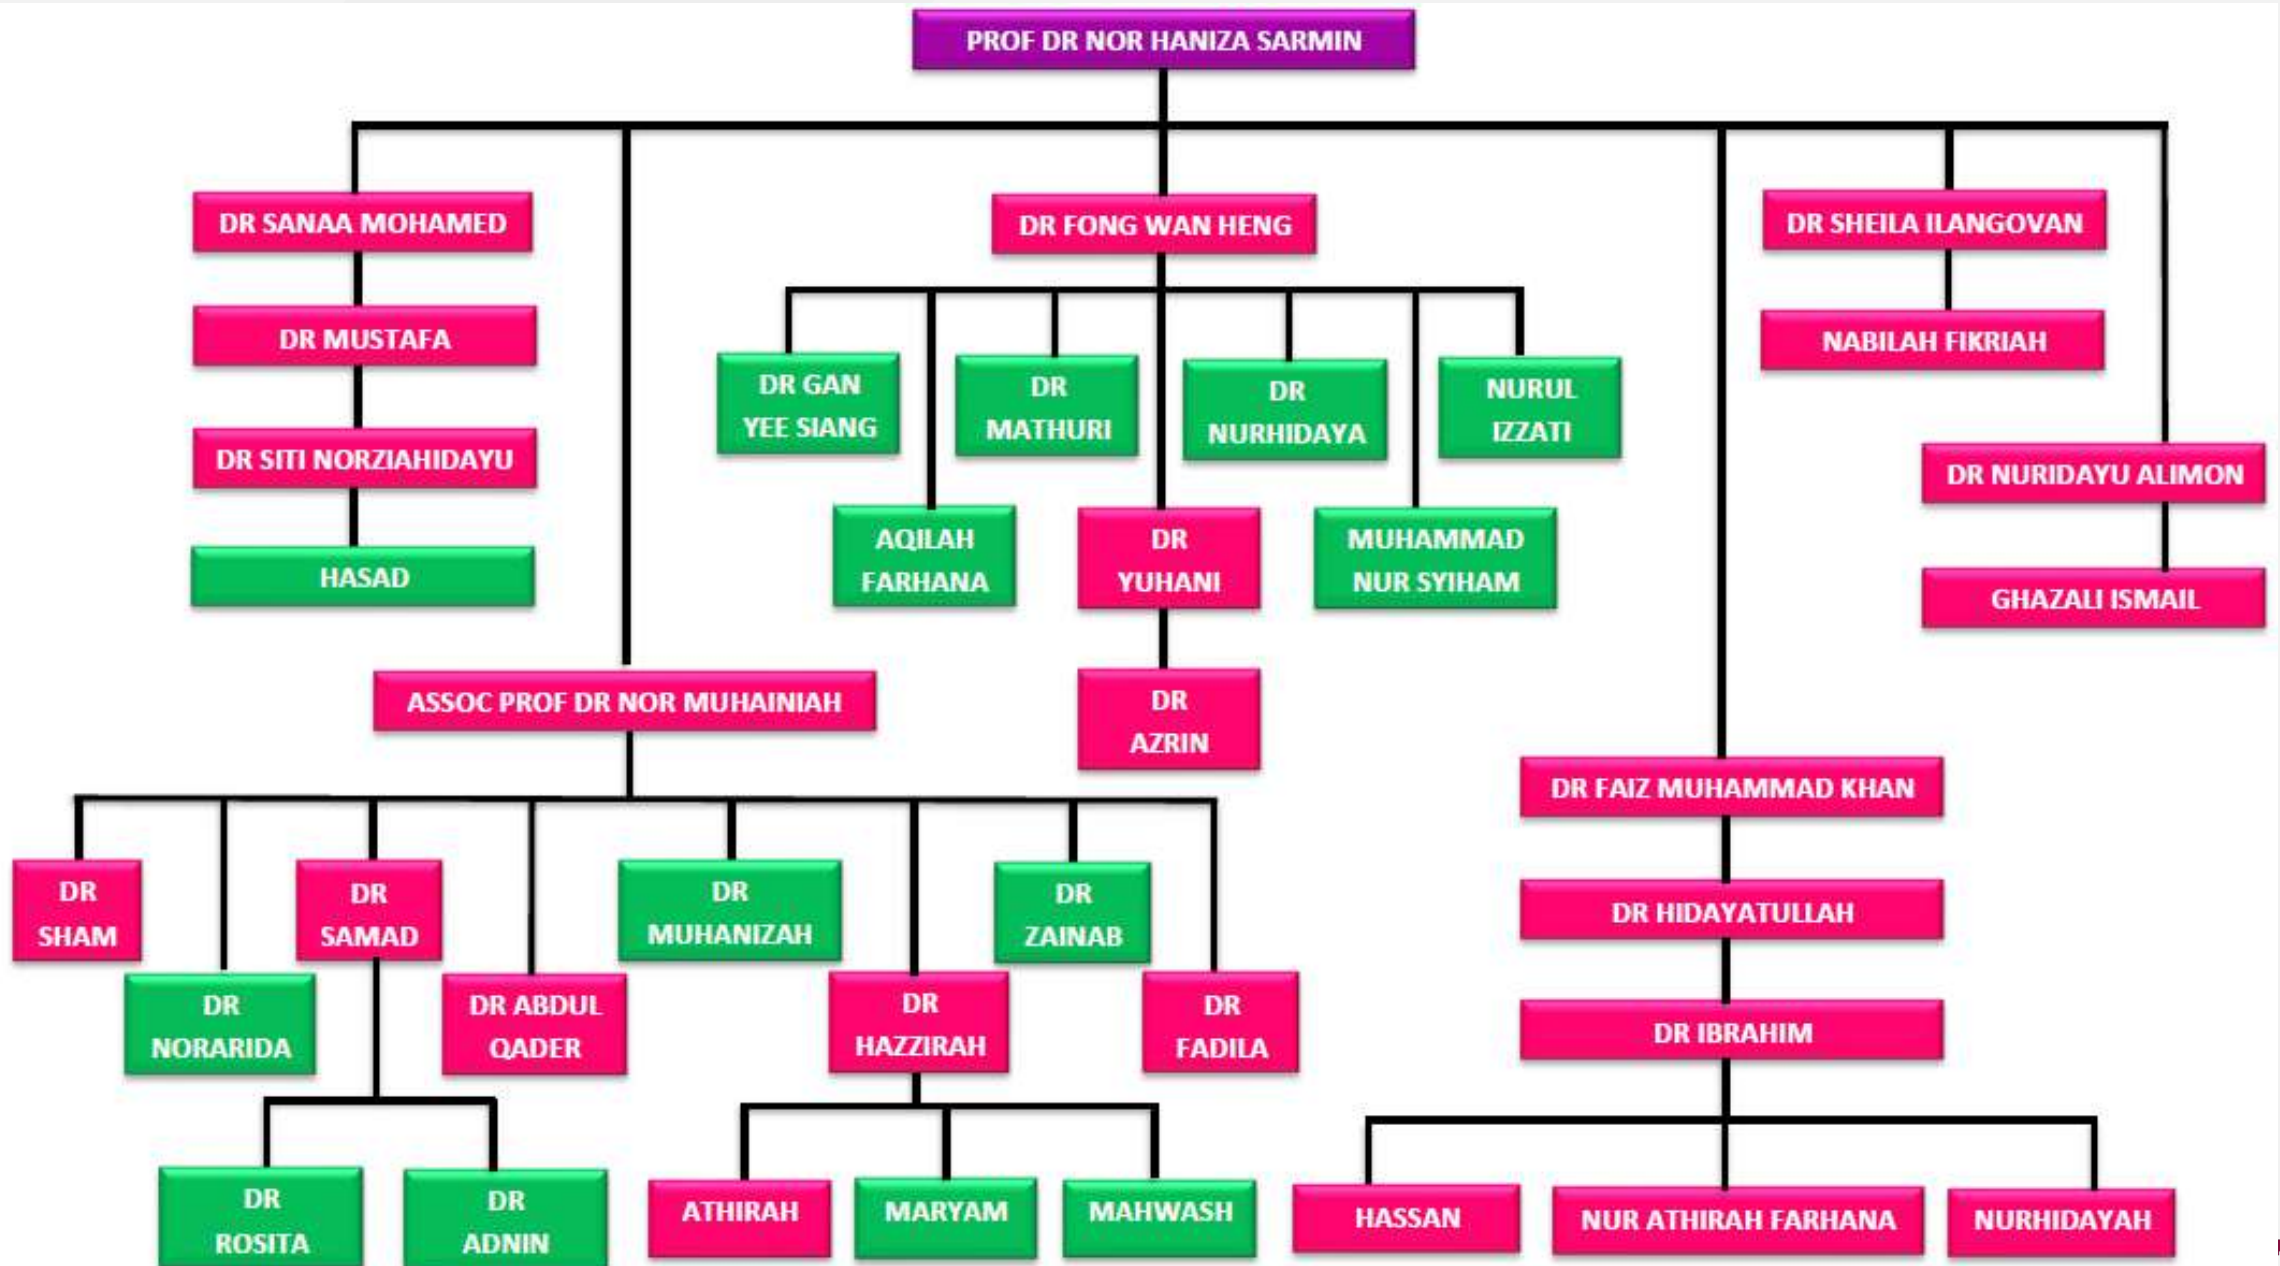 PROF DR NOR HANIZA SARMIN
DR SANAA MOHAMED
DR FONG WAN HENG
DR SHEILA ILANGOVAN
DR MUSTAFA
NABILAH FIKRIAH
DR GAN
YEE SIANG
DR
MATHURI
DR
NURHIDAYA
NURUL
IZZATI
DR SITI NORZIAHIDAYU
DR NURIDAYU ALIMON
HASAD
AQILAH
FARHANA
DR
YUHANI
MUHAMMAD
NUR SYIHAM
GHAZALI ISMAIL
ASSOC PROF DR NOR MUHAINIAH
DR
AZRIN
DR FAIZ MUHAMMAD KHAN
DR
SHAM
DR
SAMAD
DR
MUHANIZAH
DR
ZAINAB
DR HIDAYATULLAH
DR
NORARIDA
DR ABDUL
QADER
DR
HAZZIRAH
DR
FADILA
DR IBRAHIM
DR
ROSITA
DR
ADNIN
ATHIRAH
MARYAM
MAHWASH
HASSAN
NUR ATHIRAH FARHANA
NURHIDAYAH